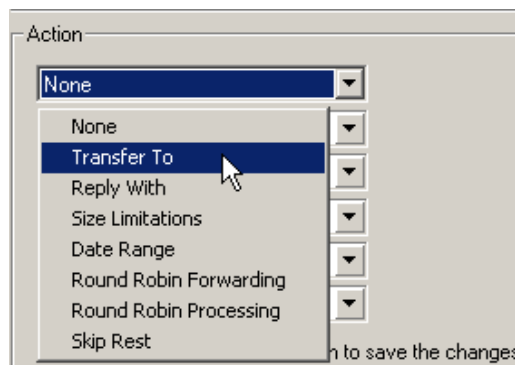 Action
None
None
Transfer To
Reply With
Size Limitations
Date Range
Round Robin Forwarding
Round Robin Processing
Skip Rest
to save the changes